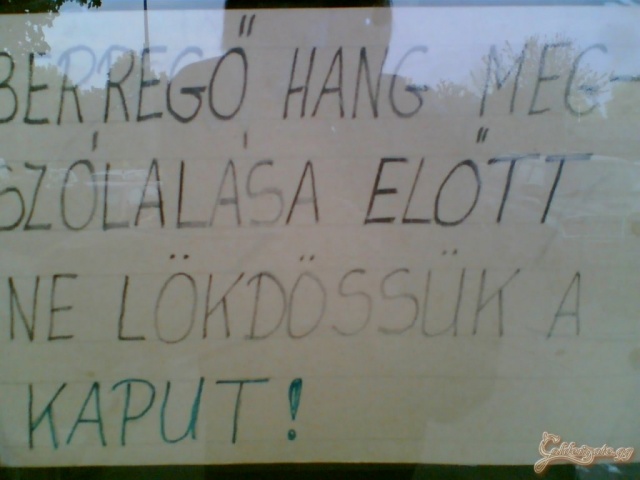 BERREGŐ HANG MEG-
SZÓLALÁSA ELŐTT
NE LÖKDÖSSÜK A
KAPUT!